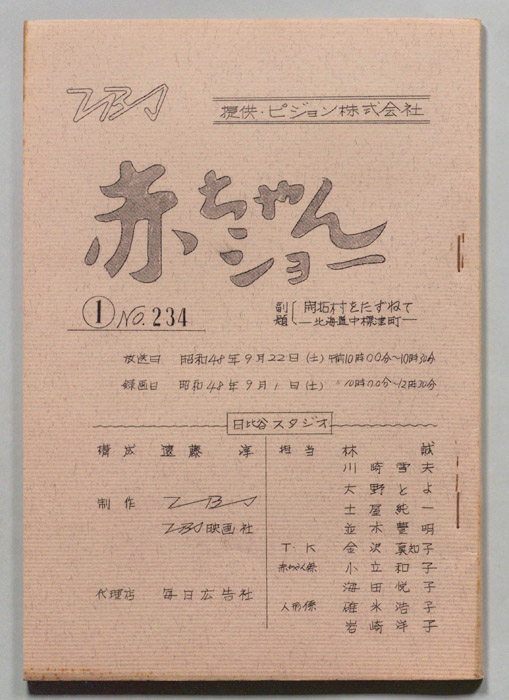 TBS
提供・ピジョン株式会社
赤ちゃん
ショー
① NO. 234
副題 開拓村をたずねて
―北海道中標津町―
放送日 昭和48年9月22日(土) 午前10時00分〜10時30分
録画日 昭和48年9月1日(土) 〃 10時00分〜12時30分
日比谷スタジオ
構成 遠藤 淳
制作 TBS
TBS映画社
代理店 毎日広告社
担当 林 誠
川崎雪夫
大野とよ
土屋純一
並木豊明
T.K 金沢真知子
赤ちゃん係 小立和子
海田悦子
人形係 碓氷浩子
岩崎洋子